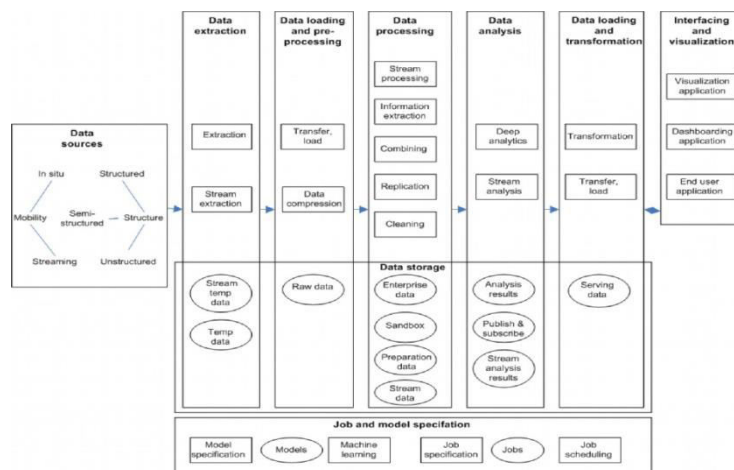 Data
extraction
Data loading
and pre-
processing
Data
processing
Data
analysis
Data loading
and
transformation
Interfacing
and
visualization
Data
sources
In situ
Structured
Mobility
Semi-
structured
Structure
Streaming
Unstructured
Extraction
Stream
extraction
Transfer,
load
Data
compression
Stream
processing
Information
extraction
Combining
Replication
Cleaning
Deep
analytics
Stream
analysis
Transformation
Transfer,
load
Visualization
application
Dashboarding
application
End user
application
Data storage
Stream
temp
data
Temp
data
Raw data
Enterprise
data
Sandbox
Preparation
data
Stream
data
Analysis
results
Publish &
subscribe
Stream
analysis
results
Serving
data
Job and model specifation
Model
specification
Models
Machine
learning
Job
specification
Jobs
Job
scheduling